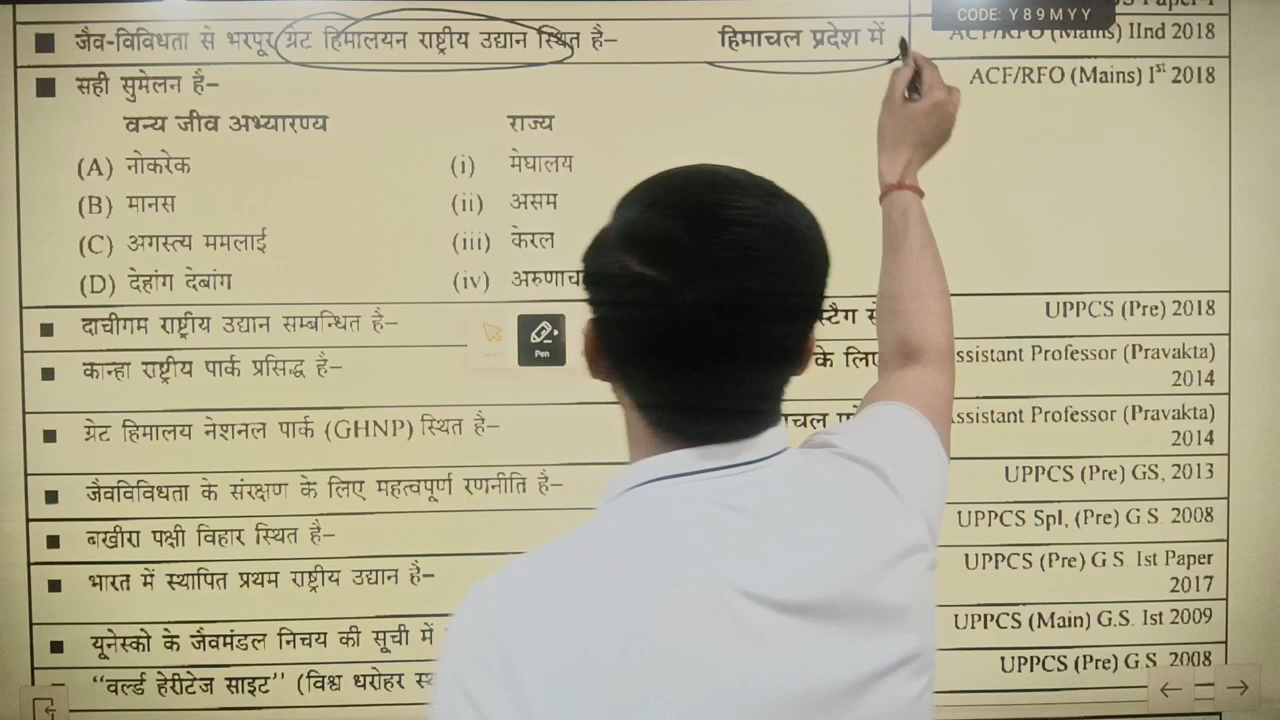 CODE: Y89MYY
जैव-विविधता से भरपूर ग्रेट हिमालयन राष्ट्रीय उद्यान स्थित है– हिमाचल प्रदेश में ACF/RFO (Mains) IInd 2018
सही सुमेलन है– ACF/RFO (Mains) Ist 2018
वन्य जीव अभ्यारण्य राज्य
(A) नोकरेक (i) मेघालय
(B) मानस (ii) असम
(C) अगस्त्य ममलाई (iii) केरल
(D) देहांग देबांग (iv)
दाचीगम राष्ट्रीय उद्यान सम्बन्धित है– UPPCS (Pre) 2018
Pen
कान्हा राष्ट्रीय पार्क प्रसिद्ध है– के लिए Assistant Professor (Pravakta)
2014
ग्रेट हिमालय नेशनल पार्क (GHNP) स्थित है– Assistant Professor (Pravakta)
2014
जैवविविधता के संरक्षण के लिए महत्वपूर्ण रणनीति है– UPPCS (Pre) GS, 2013
बखीरा पक्षी विहार स्थित है– UPPCS Spl, (Pre) G.S. 2008
भारत में स्थापित प्रथम राष्ट्रीय उद्यान है– UPPCS (Pre) G.S. Ist Paper
2017
यूनेस्को के जैवमंडल निचय की सूची में UPPCS (Main) G.S. Ist 2009
“वर्ल्ड हेरीटेज साइट” (विश्व धरोहर UPPCS (Pre) G.S. 2008